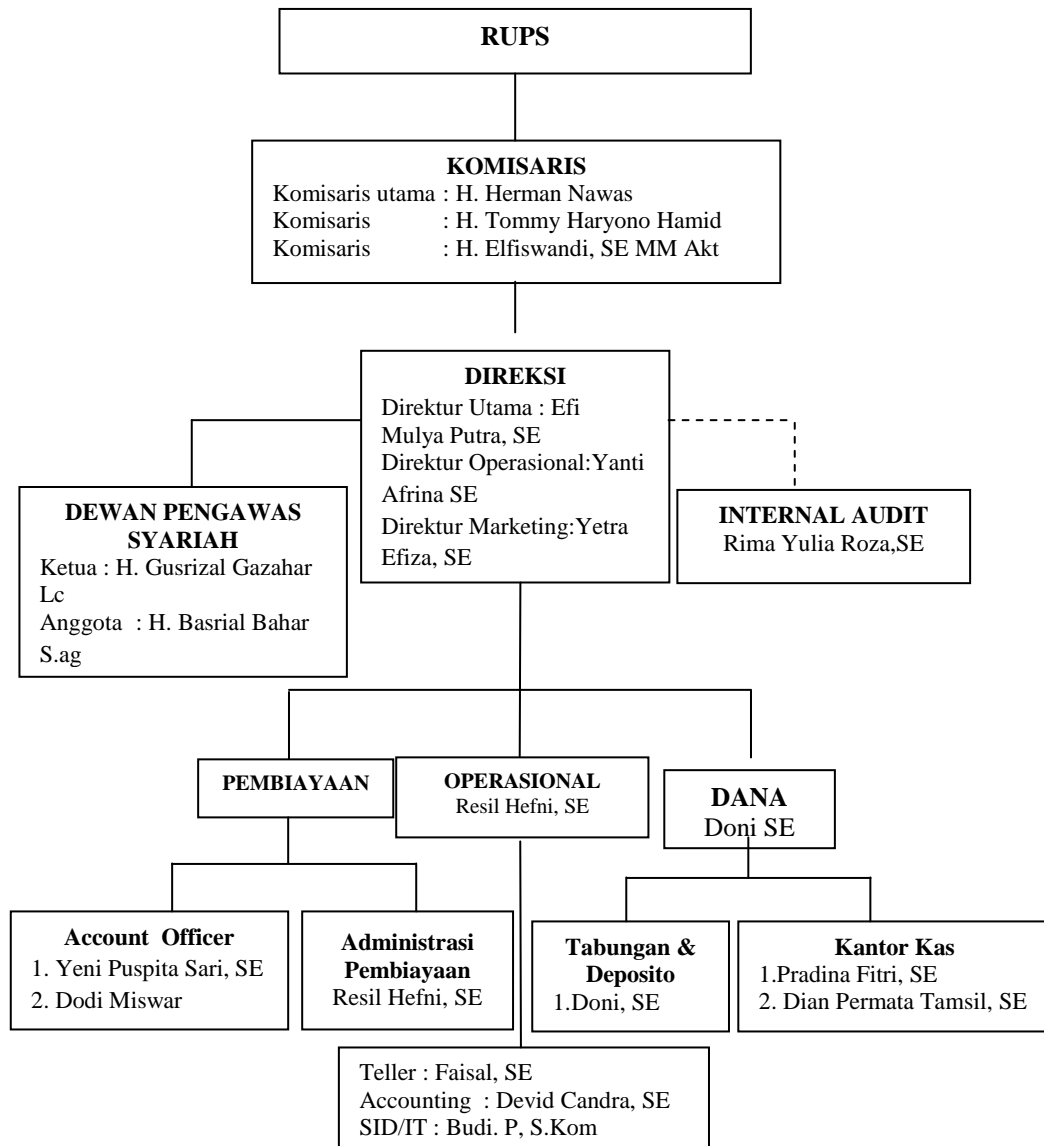 RUPS
KOMISARIS
Komisaris utama : H. Herman Nawas
Komisaris : H. Tommy Haryono Hamid
Komisaris : H. Elfiswandi, SE MM Akt
DIREKSI
Direktur Utama : Efi
Mulya Putra, SE
Direktur Operasional:Yanti
Afrina SE
Direktur Marketing:Yetra
Efiza, SE
DEWAN PENGAWAS
SYARIAH
Ketua : H. Gusrizal Gazahar
Lc
Anggota : H. Basrial Bahar
S.ag
INTERNAL AUDIT
Rima Yulia Roza,SE
PEMBIAYAAN
OPERASIONAL
Resil Hefni, SE
DANA
Doni SE
Account Officer
1. Yeni Puspita Sari, SE
2. Dodi Miswar
Administrasi
Pembiayaan
Resil Hefni, SE
Tabungan &
Deposito
1.Doni, SE
Kantor Kas
1.Pradina Fitri, SE
2. Dian Permata Tamsil, SE
Teller : Faisal, SE
Accounting : Devid Candra, SE
SID/IT : Budi. P, S.Kom